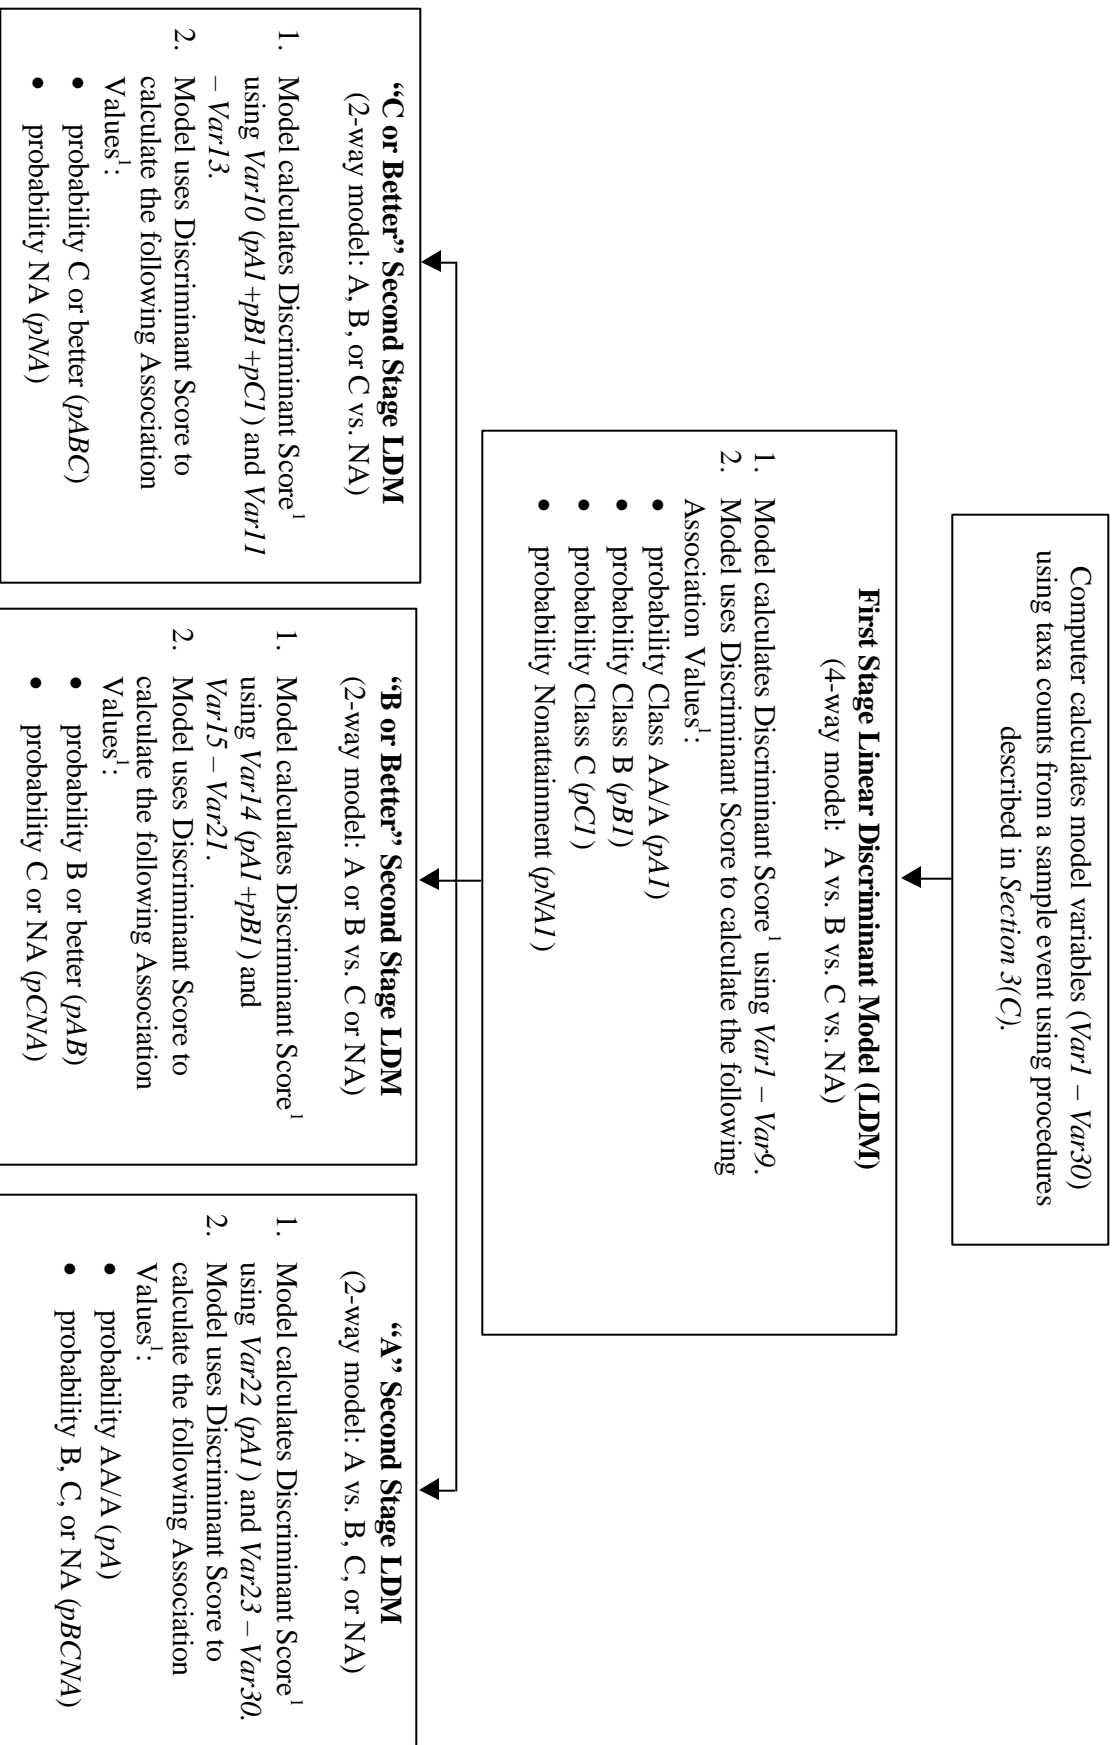 Computer calculates model variables (Var1 – Var30)
using taxa counts from a sample event using procedures
described in Section 3(C).
First Stage Linear Discriminant Model (LDM)
(4-way model: A vs. B vs. C vs. NA)
1. Model calculates Discriminant Score¹ using Var1 – Var9.
2. Model uses Discriminant Score to calculate the following
Association Values¹:
• probability Class AA/A (pA1)
• probability Class B (pB1)
• probability Class C (pC1)
• probability Nonattainment (pNA1)
“C or Better” Second Stage LDM
(2-way model: A, B, or C vs. NA)
1. Model calculates Discriminant Score¹
using Var10 (pA1+pB1+pC1) and Var11
– Var13.
2. Model uses Discriminant Score to
calculate the following Association
Values¹:
• probability C or better (pABC)
• probability NA (pNA)
“B or Better” Second Stage LDM
(2-way model: A or B vs. C or NA)
1. Model calculates Discriminant Score¹
using Var14 (pA1+pB1) and
Var15 – Var21.
2. Model uses Discriminant Score to
calculate the following Association
Values¹:
• probability B or better (pAB)
• probability C or NA (pCNA)
“A” Second Stage LDM
(2-way model: A vs. B, C, or NA)
1. Model calculates Discriminant Score¹
using Var22 (pA1) and Var23 – Var30.
2. Model uses Discriminant Score to
calculate the following Association
Values¹:
• probability AA/A (pA)
• probability B, C, or NA (pBCNA)